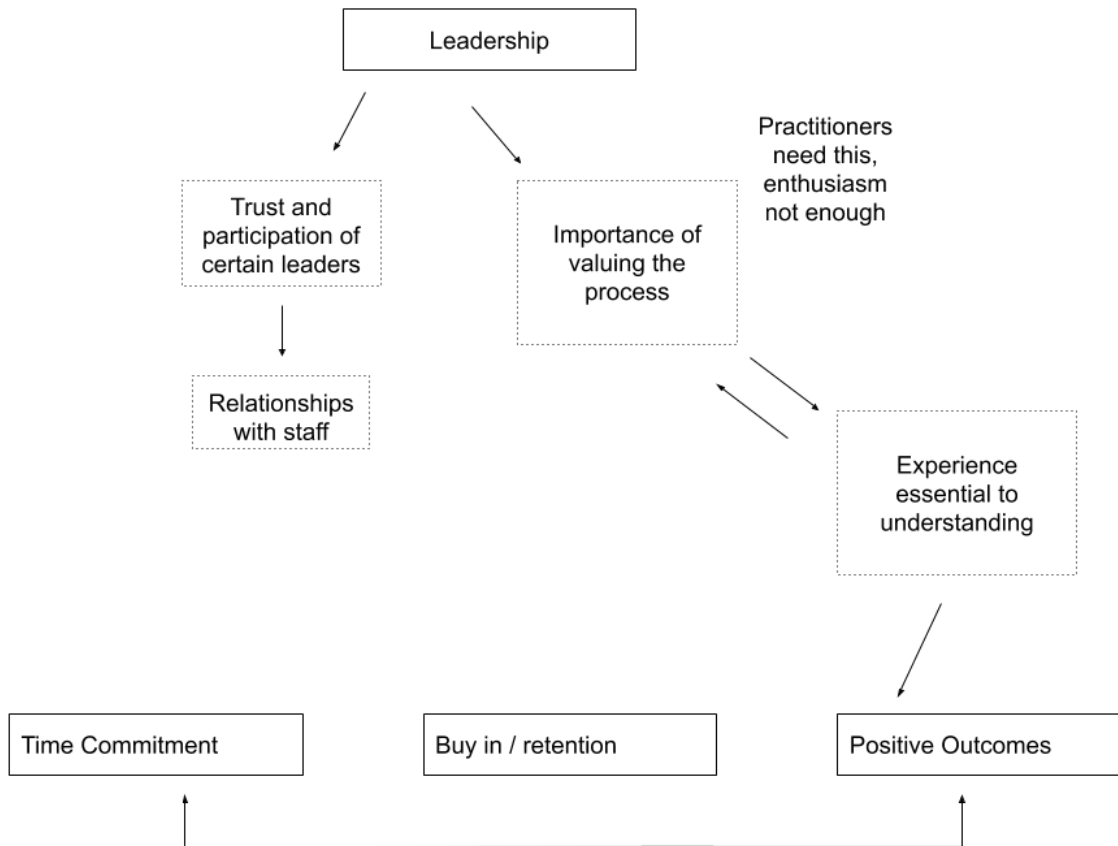 Leadership
Practitioners
need this,
enthusiasm
not enough
Trust and
participation of
certain leaders
Importance of
valuing the
process
Relationships
with staff
Experience
essential to
understanding
Time Commitment
Buy in / retention
Positive Outcomes